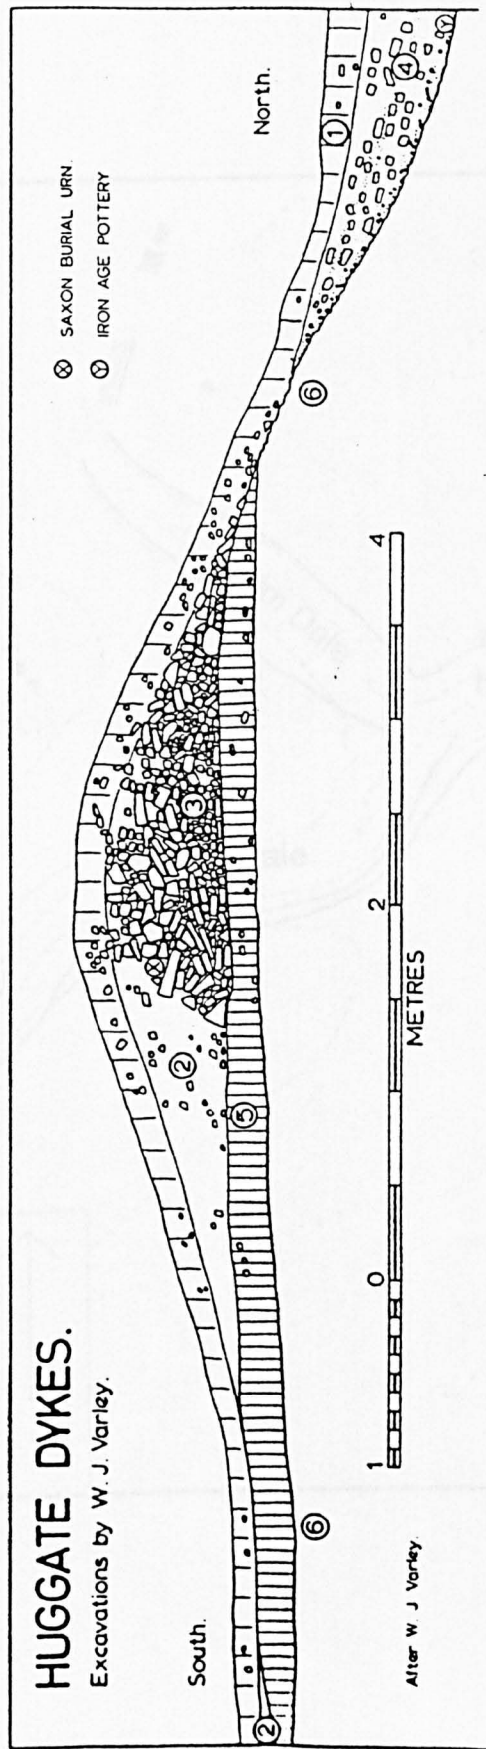 HUGGATE DYKES.
Excavations by W. J. Varley.
⊗ SAXON BURIAL URN.
Ⓨ IRON AGE POTTERY
South.
North.
①
②
②
③
④
⑤
⑥
⑥
Ⓨ
1 0 2 4
METRES
After W. J Varley.